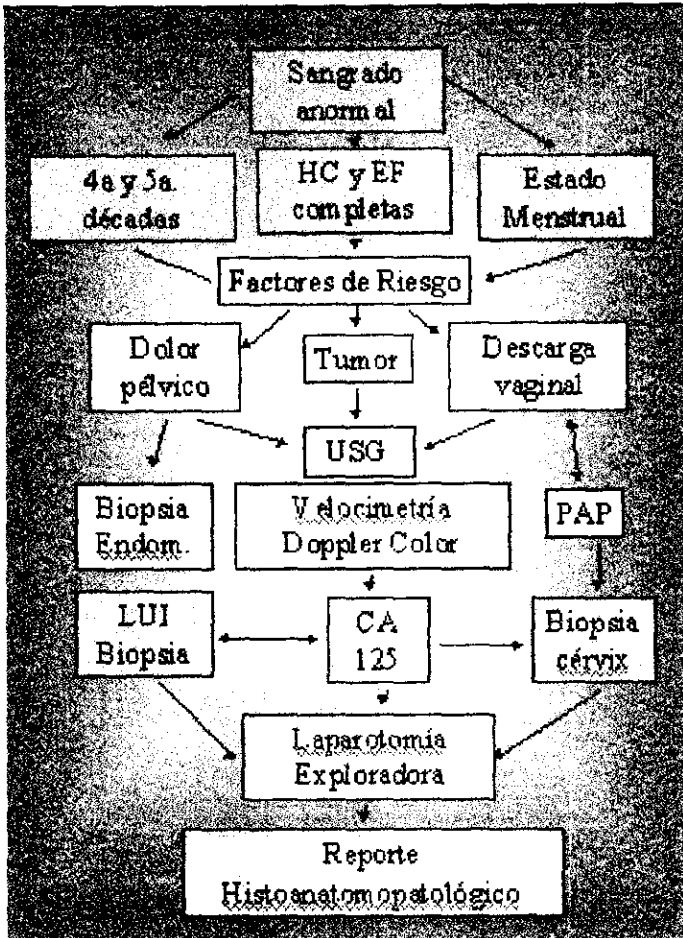 Sangrado
anormal
4a y 5a.
décadas
HC y EF
completas
Estado
Menstrual
Factores de Riesgo
Dolor
pélvico
Tumor
Descarga
vaginal
USG
Biopsia
Endom.
Velocimetría
Doppler Color
PAP
LUI
Biopsia
CA
125
Biopsia
cérvix
Laparotomía
Exploradora
Reporte
Histoanatomopatológico